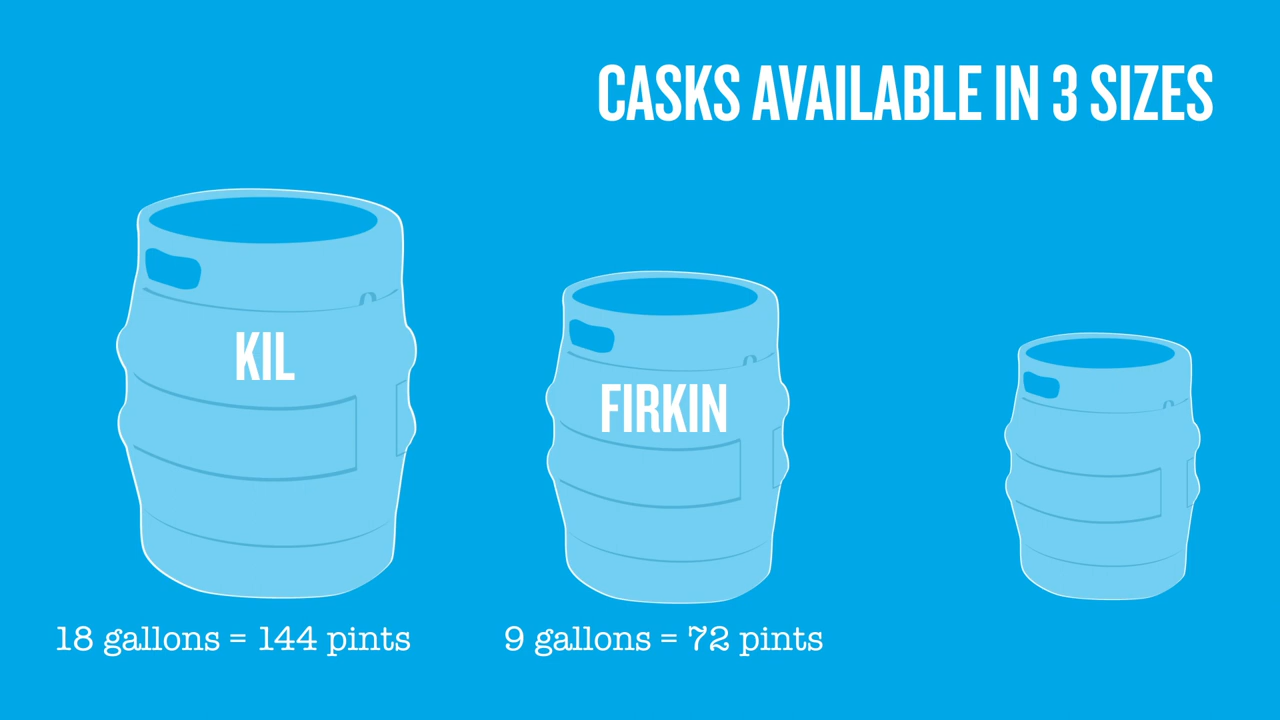 CASKS AVAILABLE IN 3 SIZES
KIL
FIRKIN
18 gallons = 144 pints
9 gallons = 72 pints